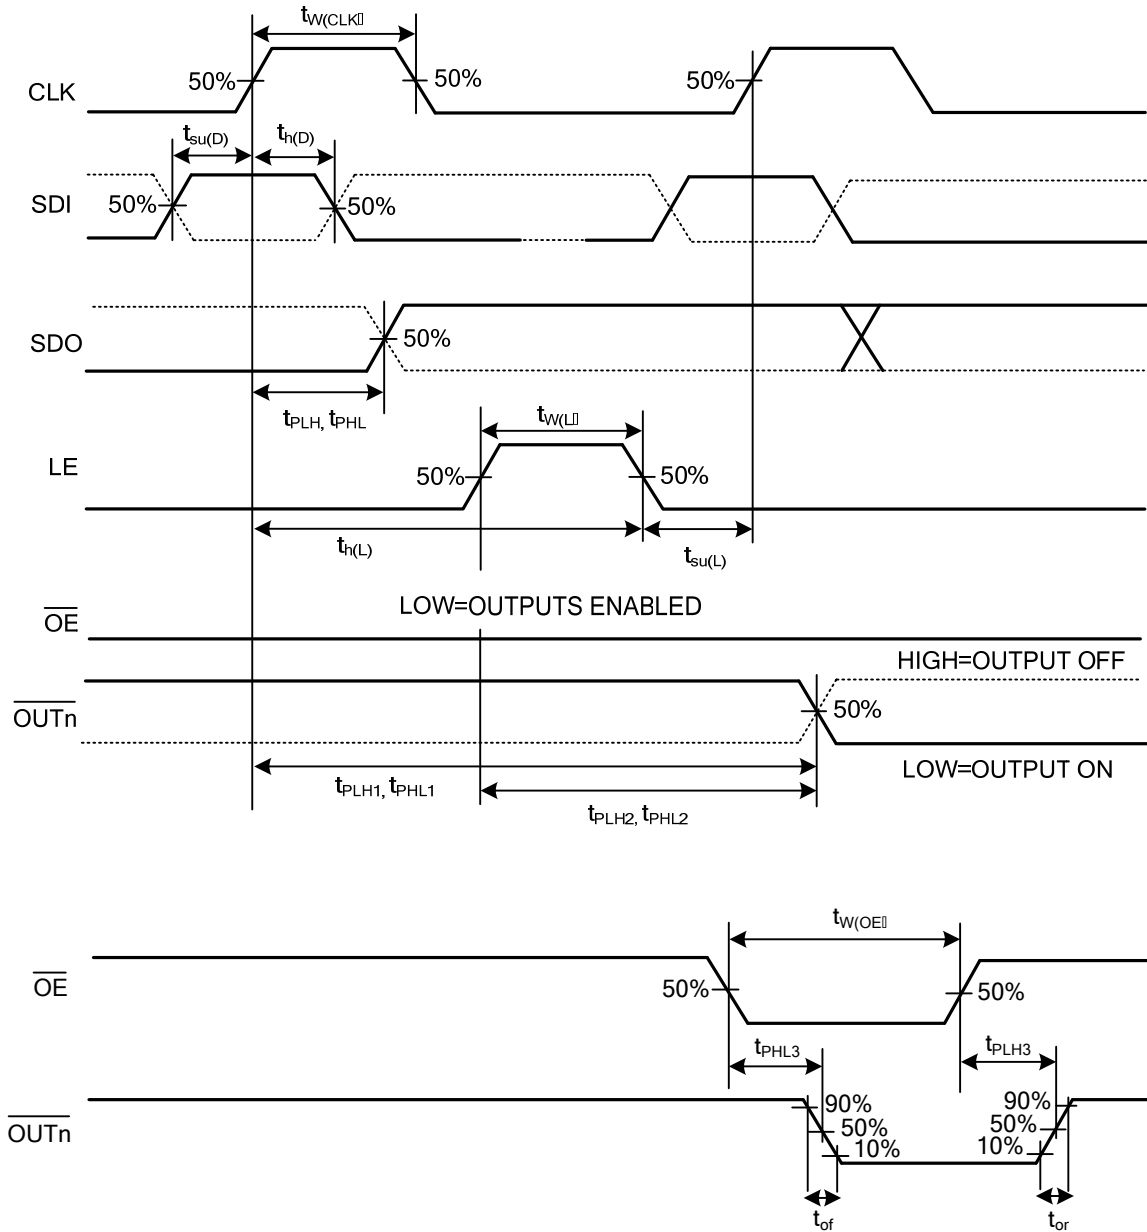 tW(CLK▯
CLK
50%
50%
50%
tsu(D)
th(D)
SDI
50%
50%
SDO
50%
tPLH, tPHL
tW(L▯
LE
50%
50%
th(L)
tsu(L)
OE
LOW=OUTPUTS ENABLED
HIGH=OUTPUT OFF
OUTn
50%
LOW=OUTPUT ON
tPLH1, tPHL1
tPLH2, tPHL2
tW(OE▯
OE
50%
50%
tPHL3
tPLH3
OUTn
90%
50%
10%
90%
50%
10%
tof
tor